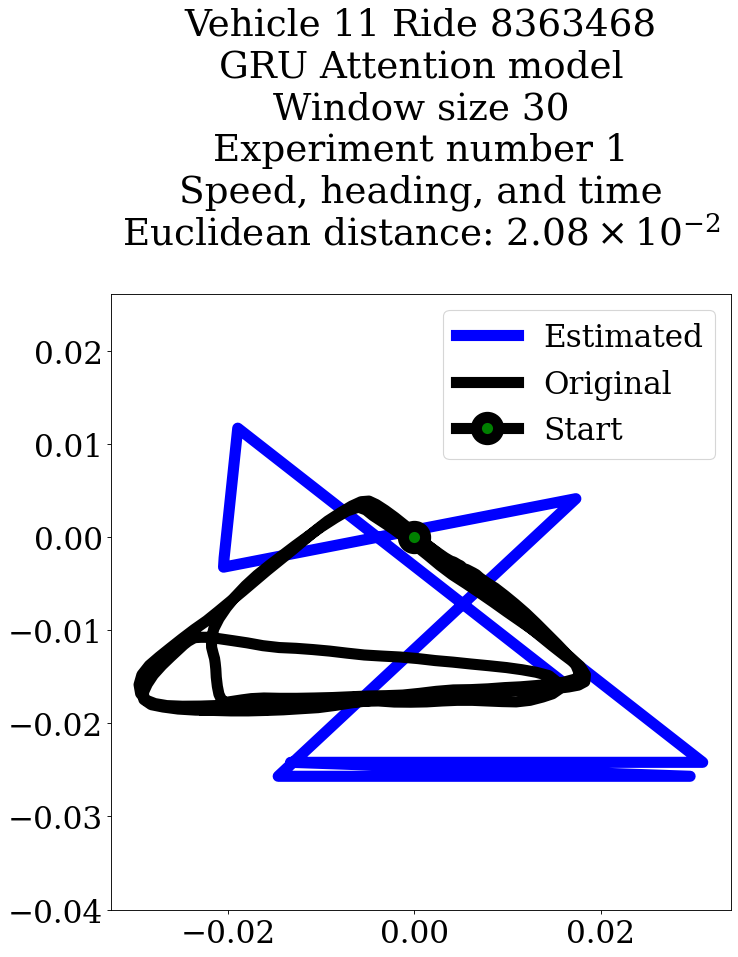 Vehicle 11 Ride 8363468
GRU Attention model
Window size 30
Experiment number 1
Speed, heading, and time
Euclidean distance: 2.08 × 10⁻²
Estimated
Original
Start
0.02
0.01
0.00
−0.01
−0.02
−0.03
−0.04
−0.02 0.00 0.02